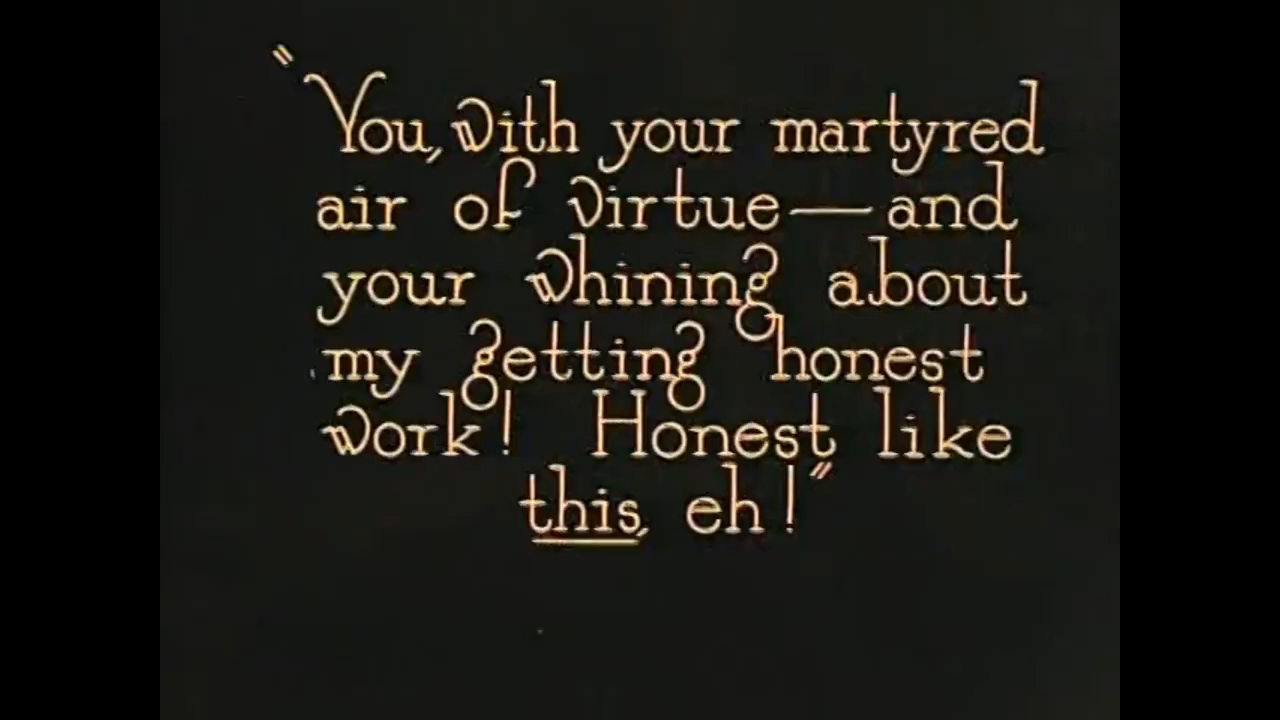 "You, with your martyred
air of virtue—and
your whining about
my getting honest
work! Honest like
this, eh!"